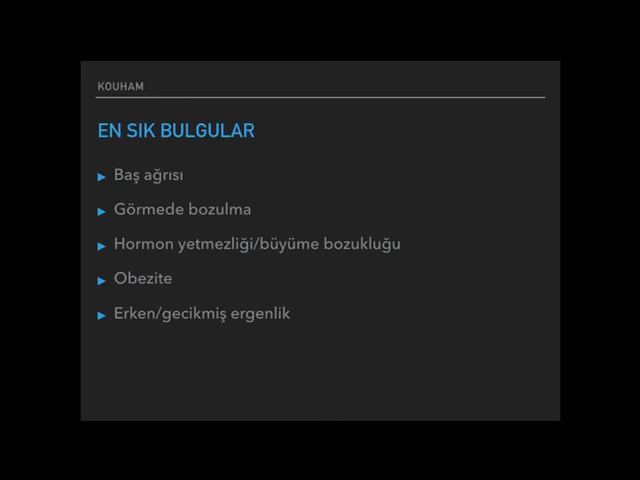 KOUHAM
EN SIK BULGULAR
Baş ağrısı
Görmede bozulma
Hormon yetmezliği/büyüme bozukluğu
Obezite
Erken/gecikmiş ergenlik